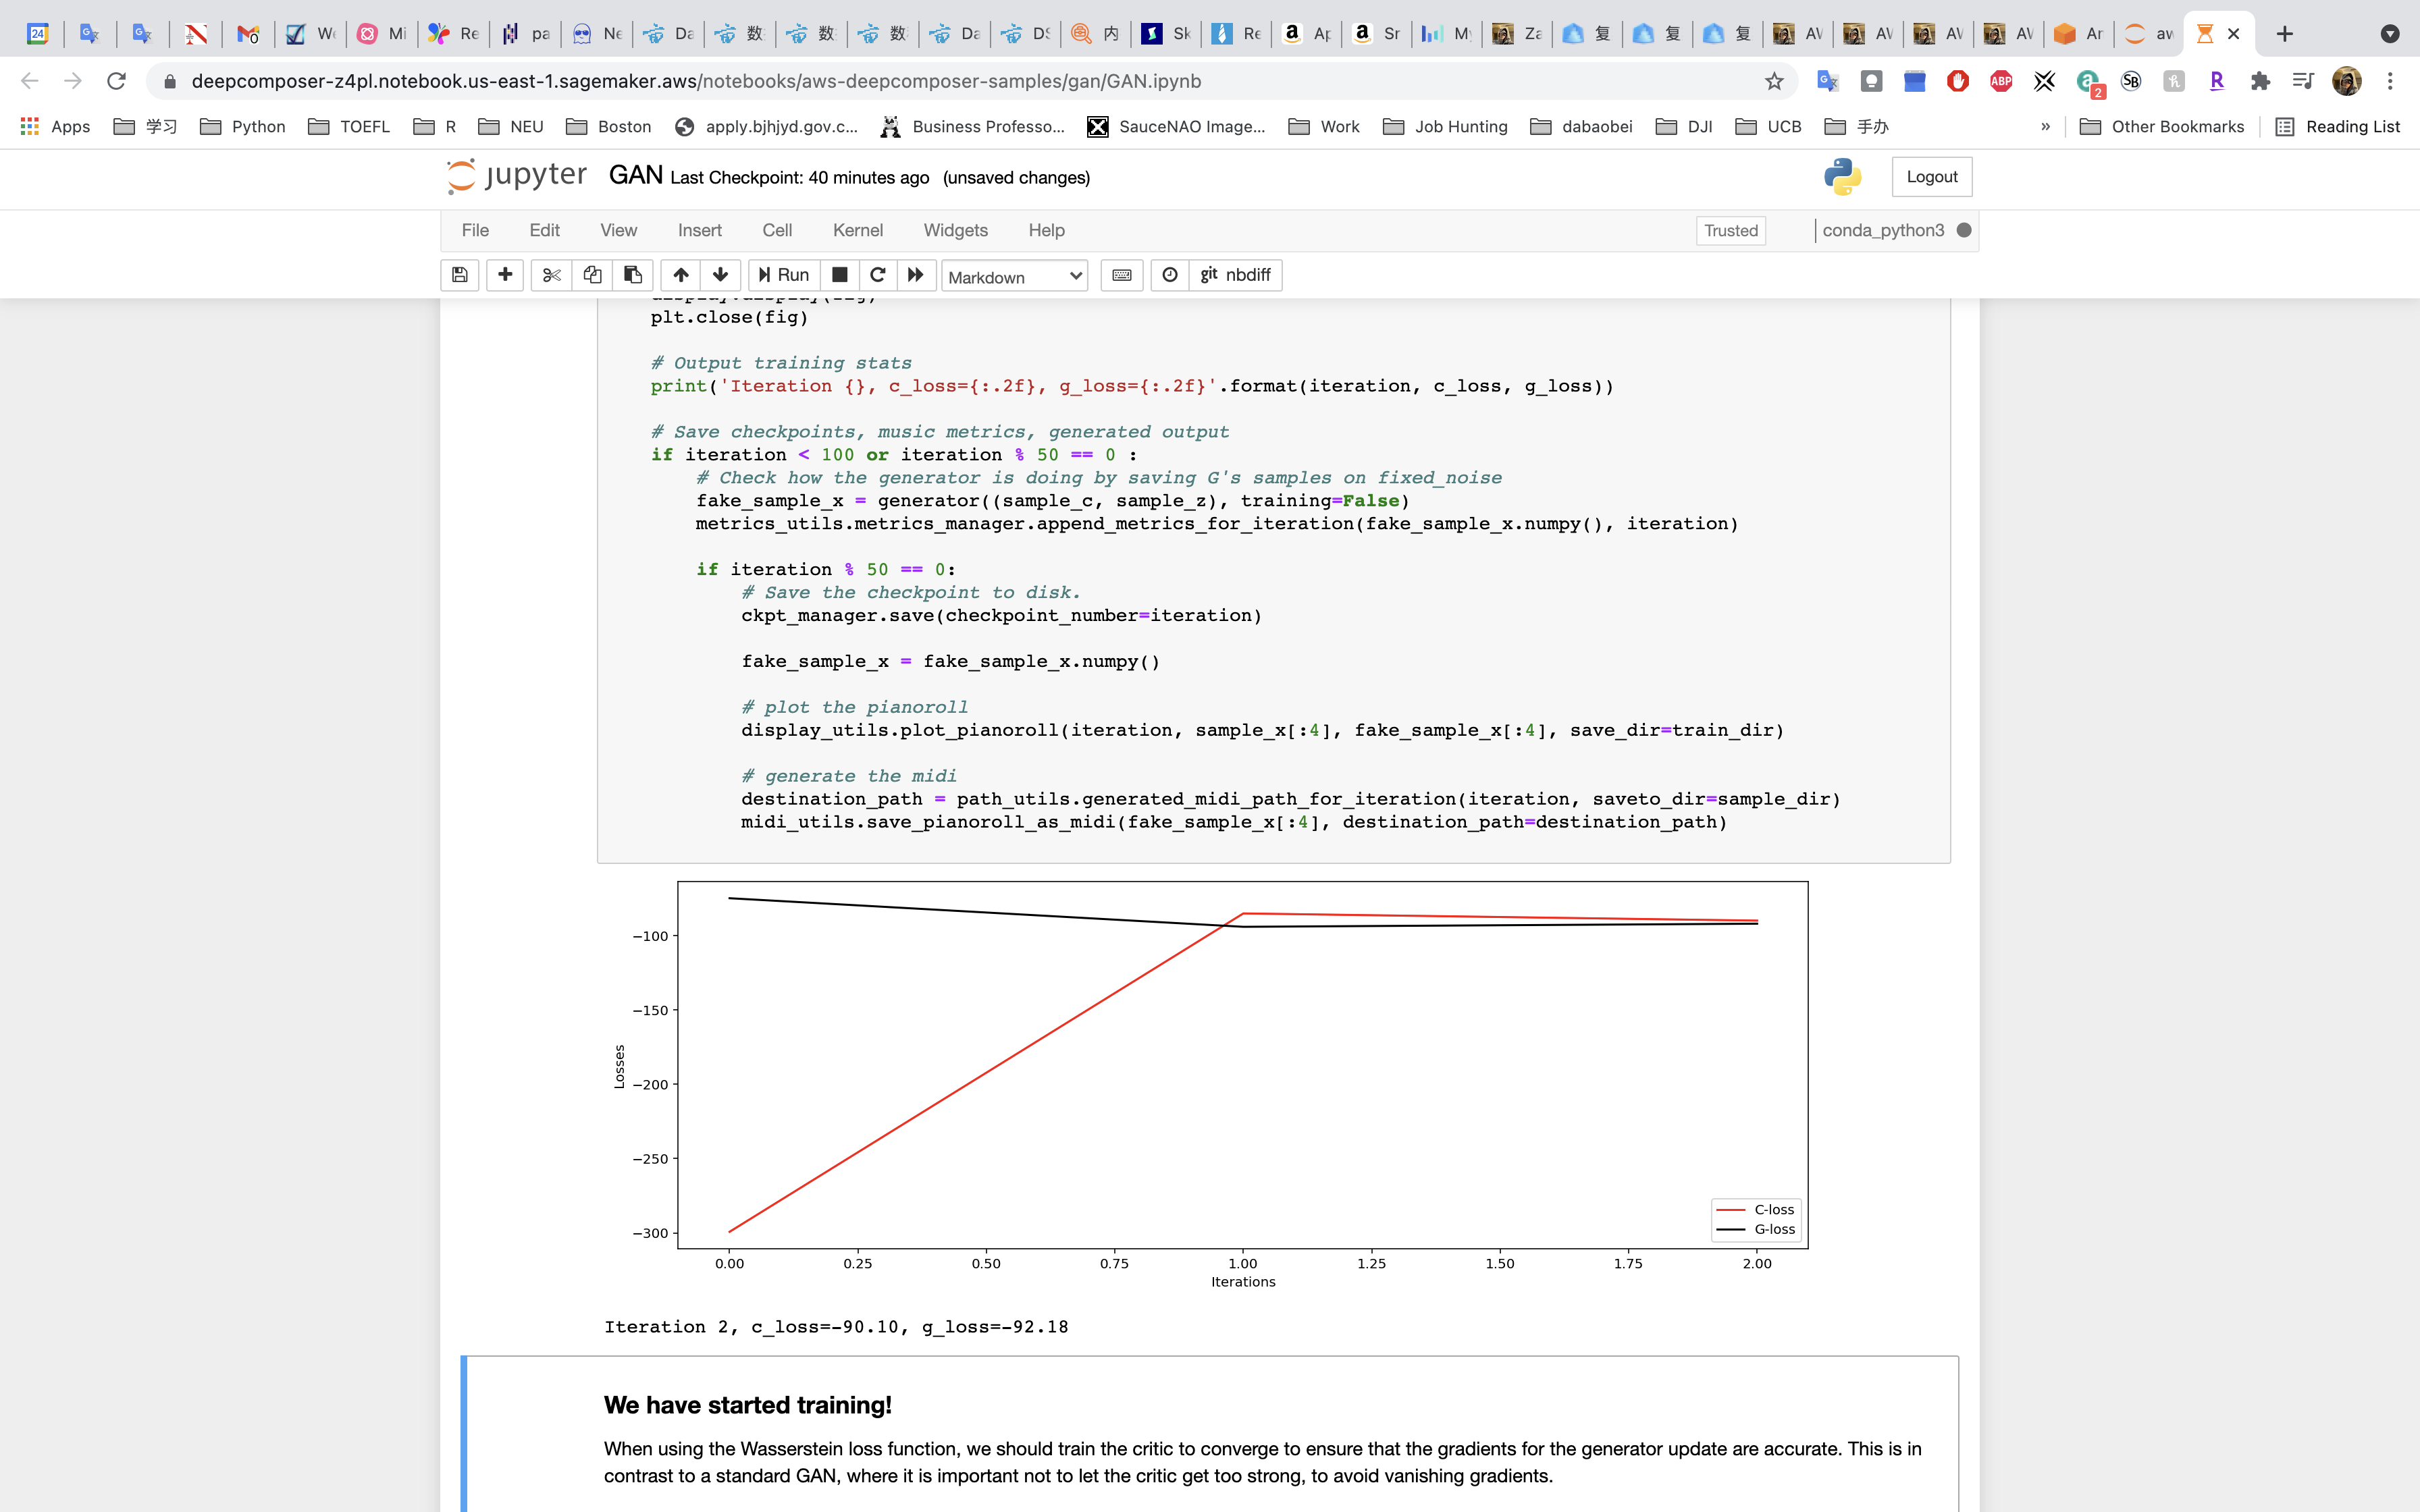 24 W Mi Re pa Ne Da 数 数 数 Da DS 内 Sk Re Ap Sr M Za 复 复 复 AV AV AV AV Ar aw
deepcomposer-z4pl.notebook.us-east-1.sagemaker.aws/notebooks/aws-deepcomposer-samples/gan/GAN.ipynb ABP 2 SB R
Apps 学习 Python TOEFL R NEU Boston apply.bjhjyd.gov.c... Business Professo... SauceNAO Image... Work Job Hunting dabaobei DJI UCB 手办 » Other Bookmarks Reading List
jupyter GAN Last Checkpoint: 40 minutes ago (unsaved changes) Logout
File Edit View Insert Cell Kernel Widgets Help Trusted conda_python3
Run Markdown git nbdiff
display.display(fig)
plt.close(fig)
# Output training stats
print('Iteration {}, c_loss={:.2f}, g_loss={:.2f}'.format(iteration, c_loss, g_loss))
# Save checkpoints, music metrics, generated output
if iteration < 100 or iteration % 50 == 0 :
# Check how the generator is doing by saving G's samples on fixed_noise
fake_sample_x = generator((sample_c, sample_z), training=False)
metrics_utils.metrics_manager.append_metrics_for_iteration(fake_sample_x.numpy(), iteration)
if iteration % 50 == 0:
# Save the checkpoint to disk.
ckpt_manager.save(checkpoint_number=iteration)
fake_sample_x = fake_sample_x.numpy()
# plot the pianoroll
display_utils.plot_pianoroll(iteration, sample_x[:4], fake_sample_x[:4], save_dir=train_dir)
# generate the midi
destination_path = path_utils.generated_midi_path_for_iteration(iteration, saveto_dir=sample_dir)
midi_utils.save_pianoroll_as_midi(fake_sample_x[:4], destination_path=destination_path)
−100
−150
−200
−250
−300
Losses
C-loss
G-loss
0.00 0.25 0.50 0.75 1.00 1.25 1.50 1.75 2.00
Iterations
Iteration 2, c_loss=-90.10, g_loss=-92.18
We have started training!
When using the Wasserstein loss function, we should train the critic to converge to ensure that the gradients for the generator update are accurate. This is in
contrast to a standard GAN, where it is important not to let the critic get too strong, to avoid vanishing gradients.